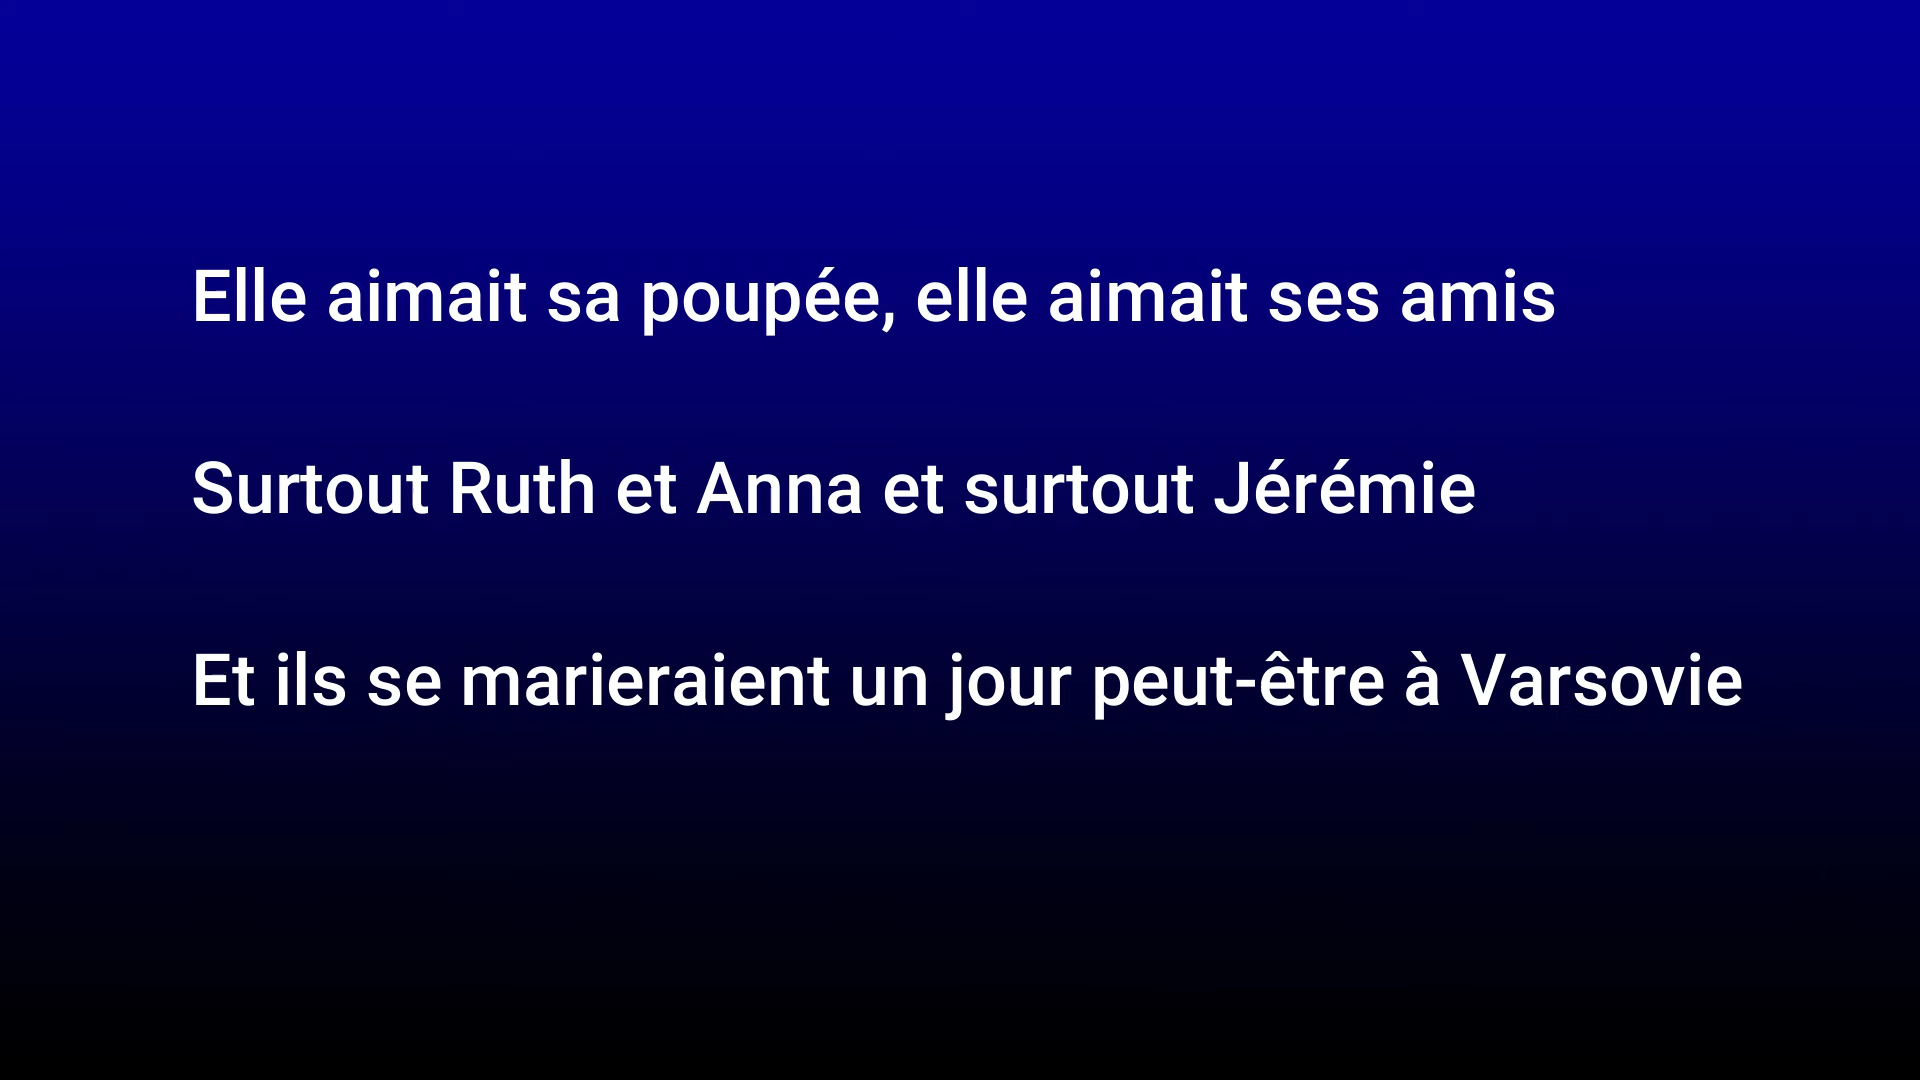 Elle aimait sa poupée, elle aimait ses amis
Surtout Ruth et Anna et surtout Jérémie
Et ils se marieraient un jour peut-être à Varsovie